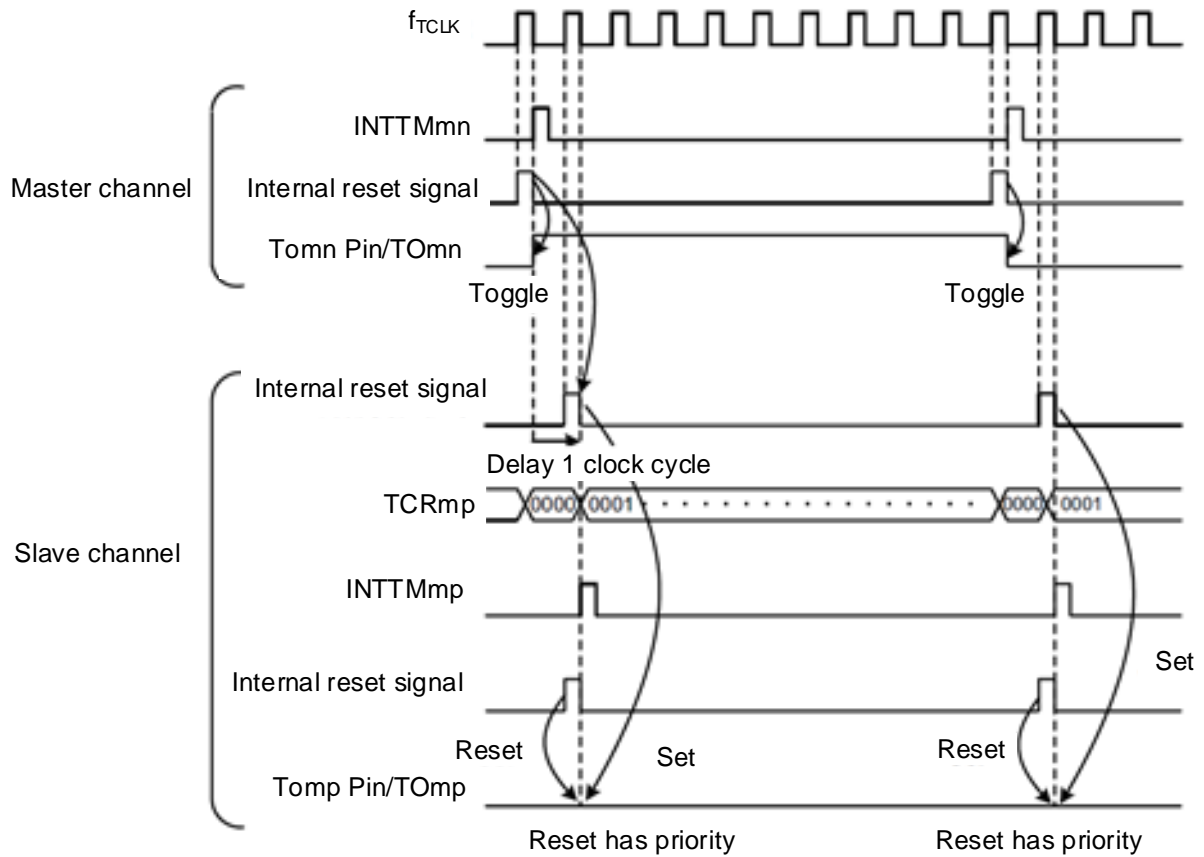 fTCLK
INTTMmn
Master channel
Internal reset signal
Tomn Pin/TOmn
Toggle
Toggle
Internal reset signal
Delay 1 clock cycle
TCRmp
0000
0001
0000
0001
Slave channel
INTTMmp
Set
Internal reset signal
Reset
Set
Reset
Tomp Pin/TOmp
Reset has priority
Reset has priority